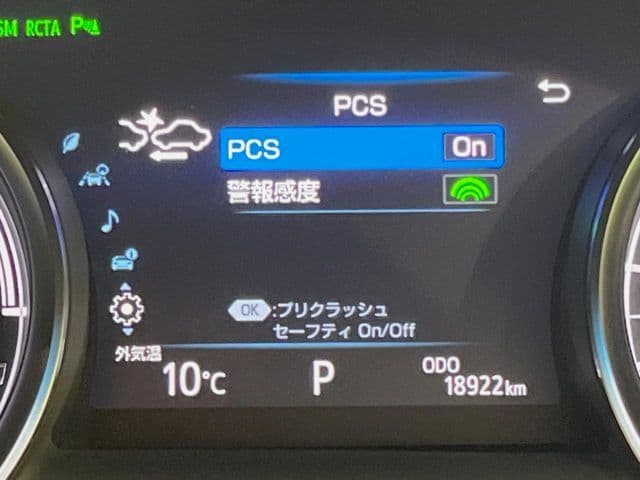 SM RCTA P
PCS
PCS On
警報感度
OK :プリクラッシュ
セーフティ On/Off
外気温
10℃ P ODO
18922km